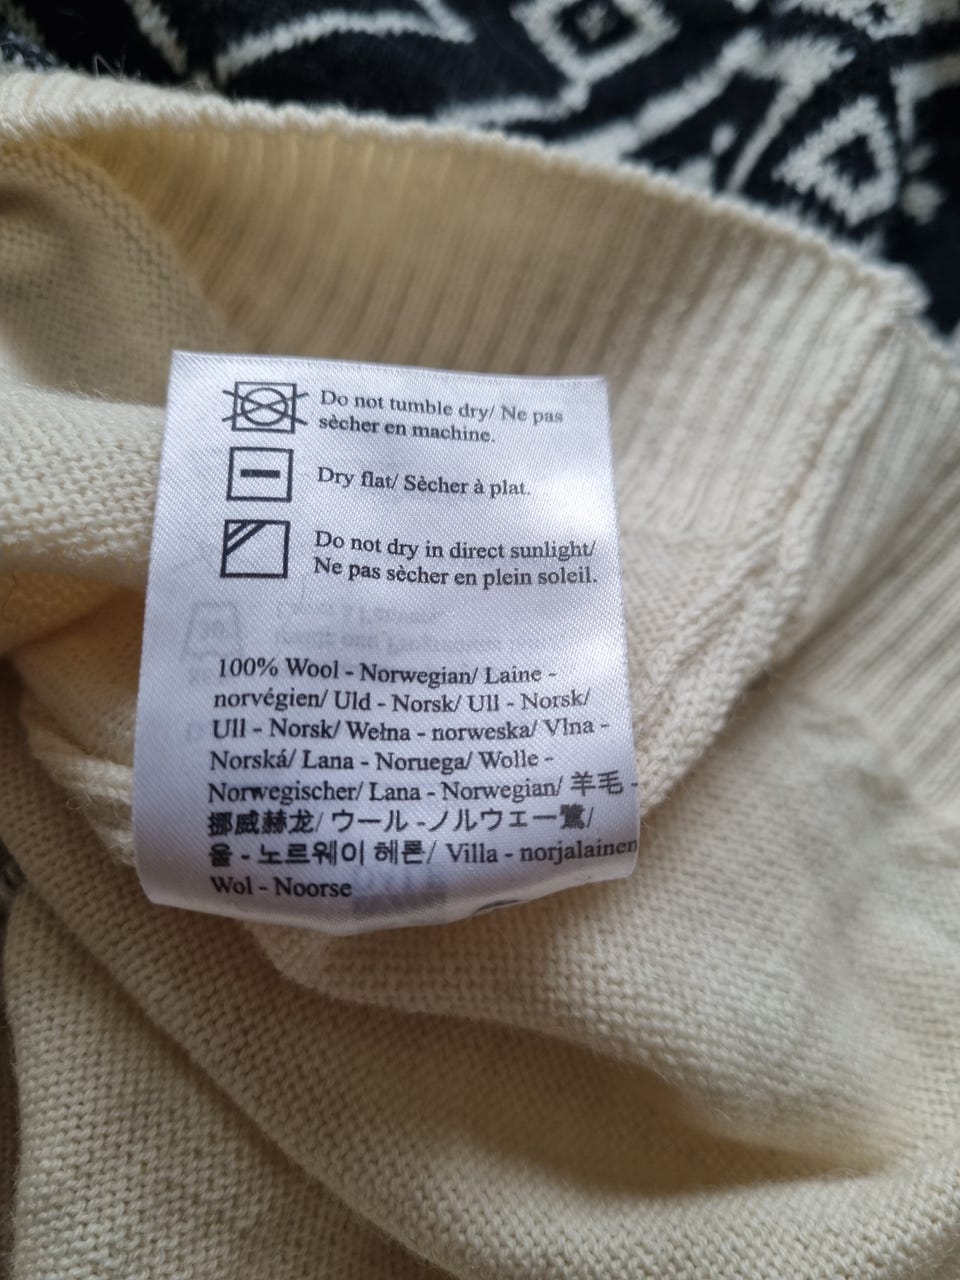 Do not tumble dry/ Ne pas
sècher en machine.
Dry flat/ Sècher à plat.
Do not dry in direct sunlight/
Ne pas sècher en plein soleil.
100% Wool - Norwegian/ Laine -
norvégien/ Uld - Norsk/ Ull - Norsk/
Ull - Norsk/ Wełna - norweska/ Vlna -
Norská/ Lana - Noruega/ Wolle -
Norwegischer/ Lana - Norwegian/ 羊毛 -
挪威赫龙/ ウール -ノルウェー鷺/
울 - 노르웨이 헤론/ Villa - norjalainen
Wol - Noorse